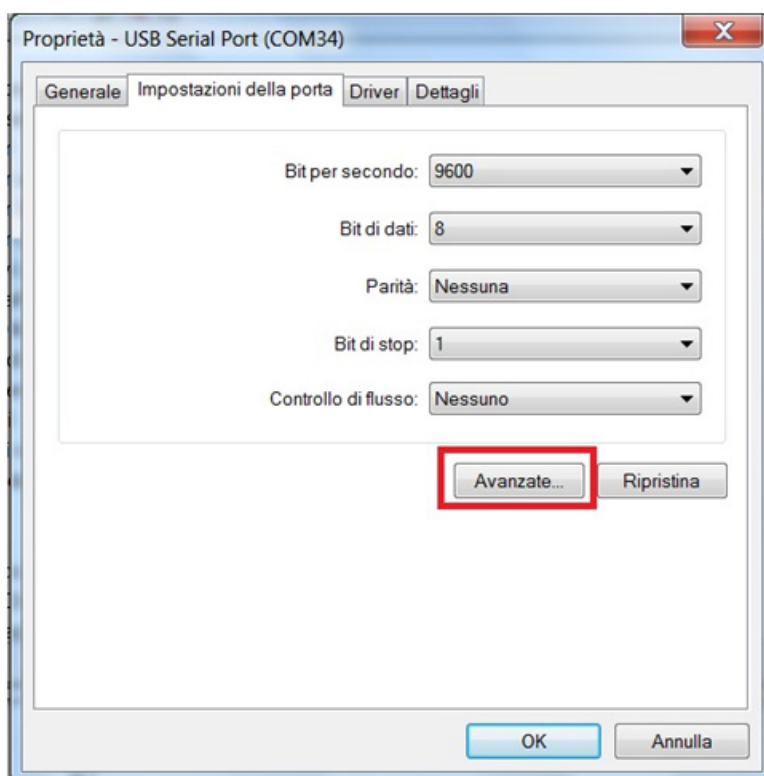 Proprietà - USB Serial Port (COM34)
Generale Impostazioni della porta Driver Dettagli
Bit per secondo: 9600
Bit di dati: 8
Parità: Nessuna
Bit di stop: 1
Controllo di flusso: Nessuno
Avanzate... Ripristina
OK Annulla